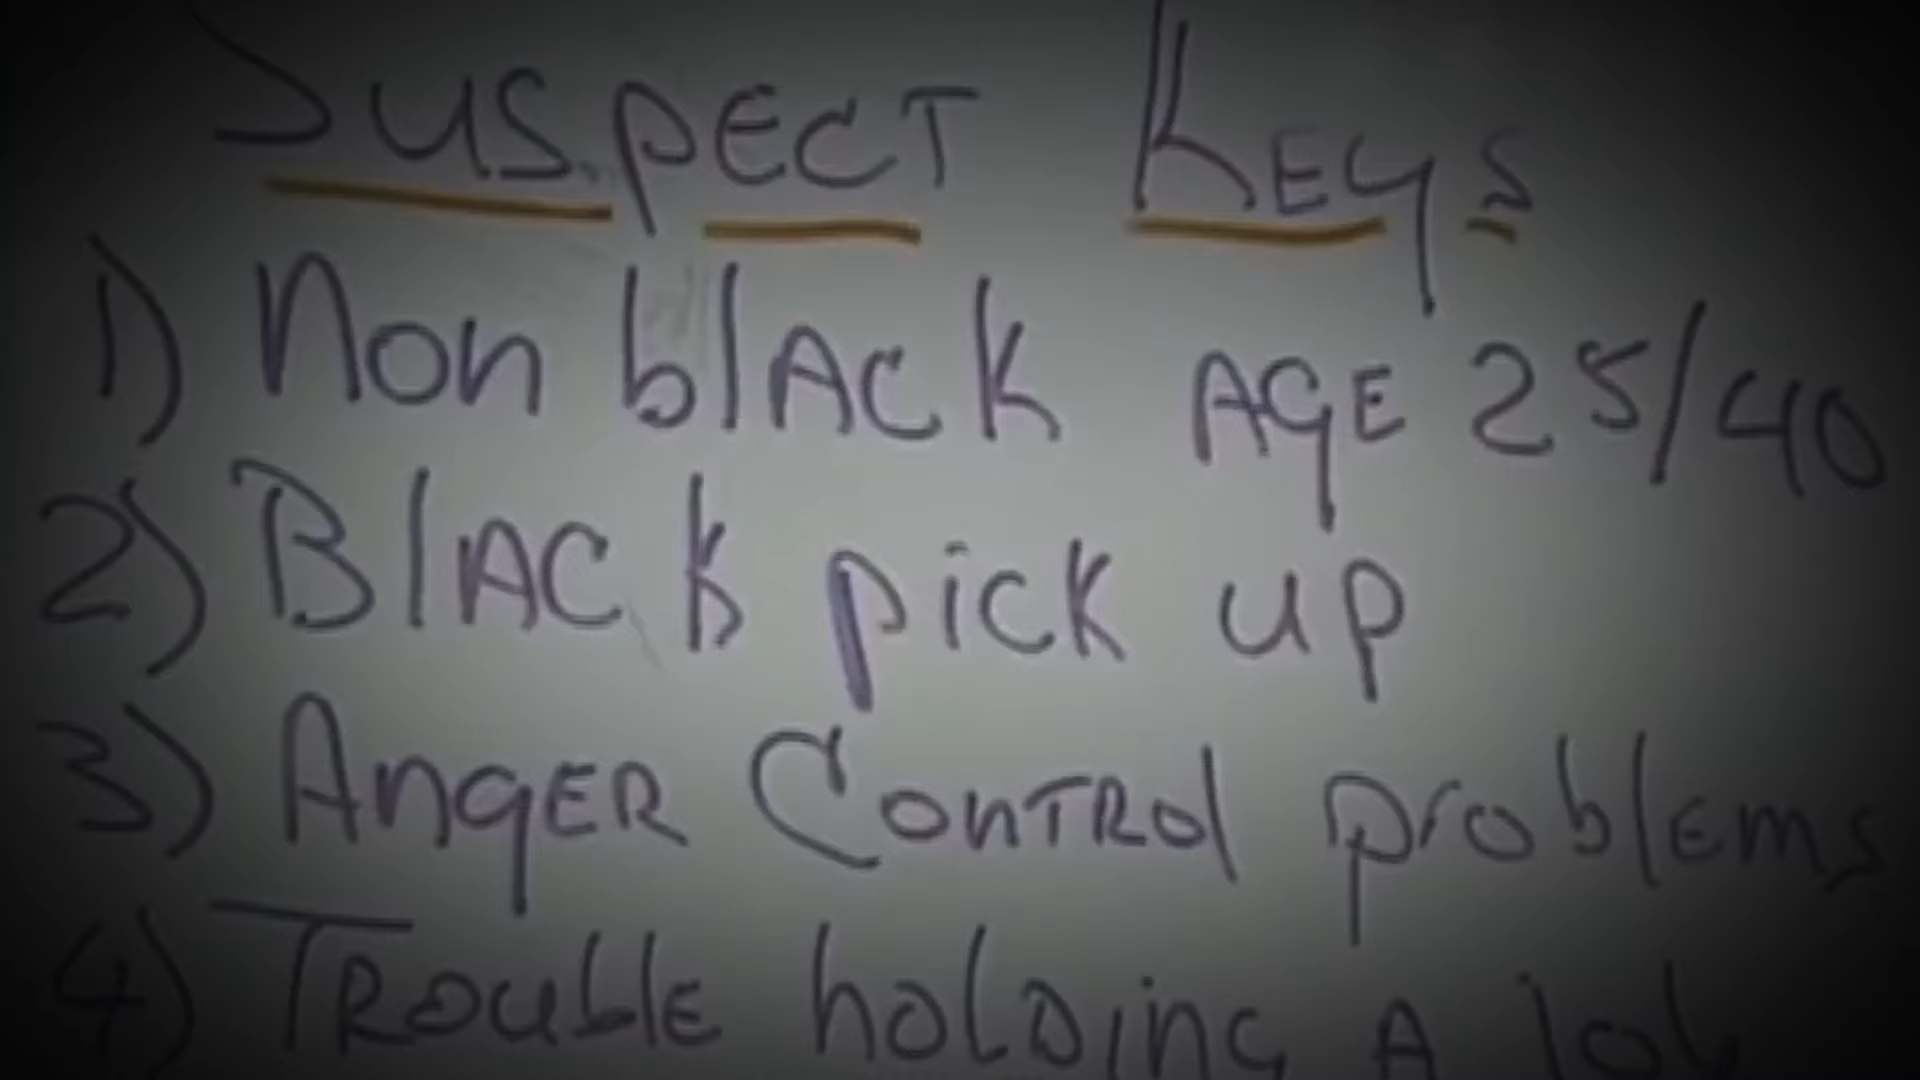 SUSPECT KEYS
1) Non blACK AGE 25/40
2) BlACK pick up
3) AngER ConTROl problems
4) TROublE holDing A job